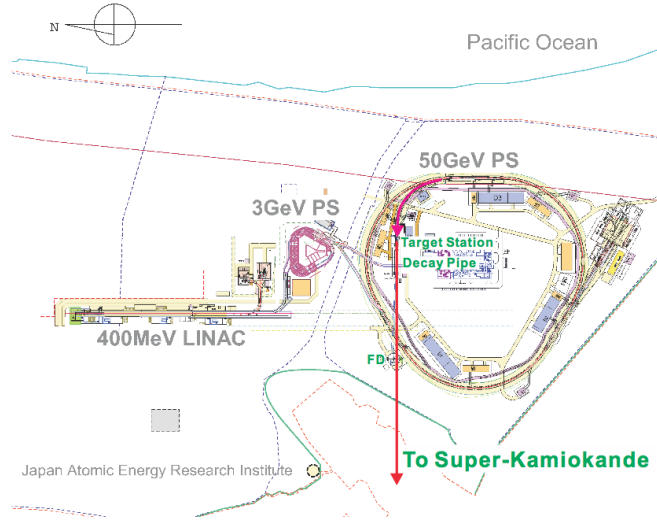 N
Pacific Ocean
50GeV PS
3GeV PS
Target Station
Decay Pipe
400MeV LINAC
FD
To Super-Kamiokande
Japan Atomic Energy Research Institute